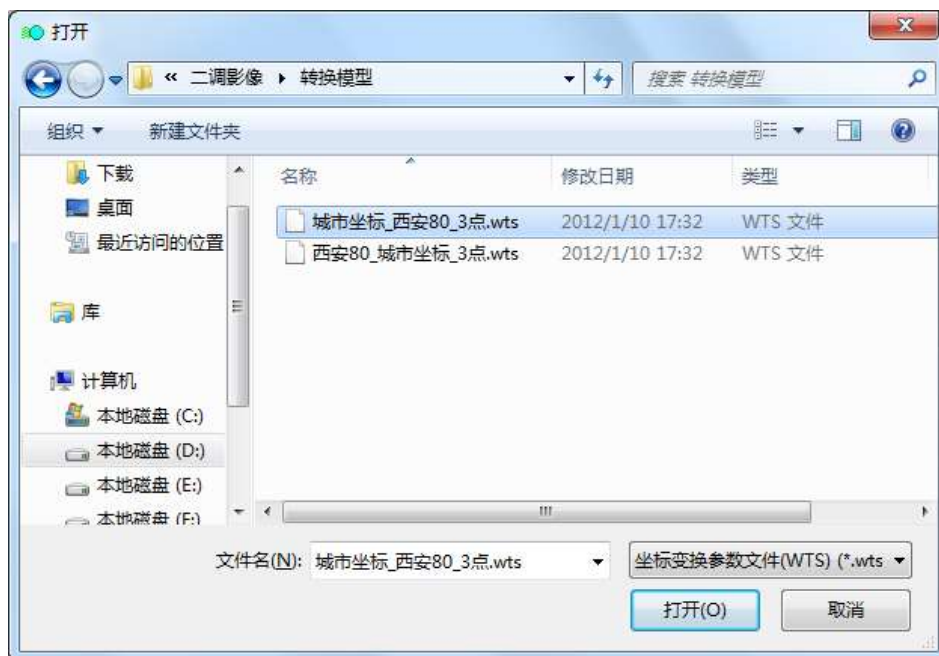 打开
« 二调影像 ▸ 转换模型
搜索 转换模型
组织
新建文件夹
下载
桌面
最近访问的位置
库
计算机
本地磁盘 (C:)
本地磁盘 (D:)
本地磁盘 (E:)
本地磁盘 (F:)
名称 修改日期 类型
城市坐标_西安80_3点.wts 2012/1/10 17:32 WTS 文件
西安80_城市坐标_3点.wts 2012/1/10 17:32 WTS 文件
文件名(N): 城市坐标_西安80_3点.wts
坐标变换参数文件(WTS) (*.wts
打开(O)
取消